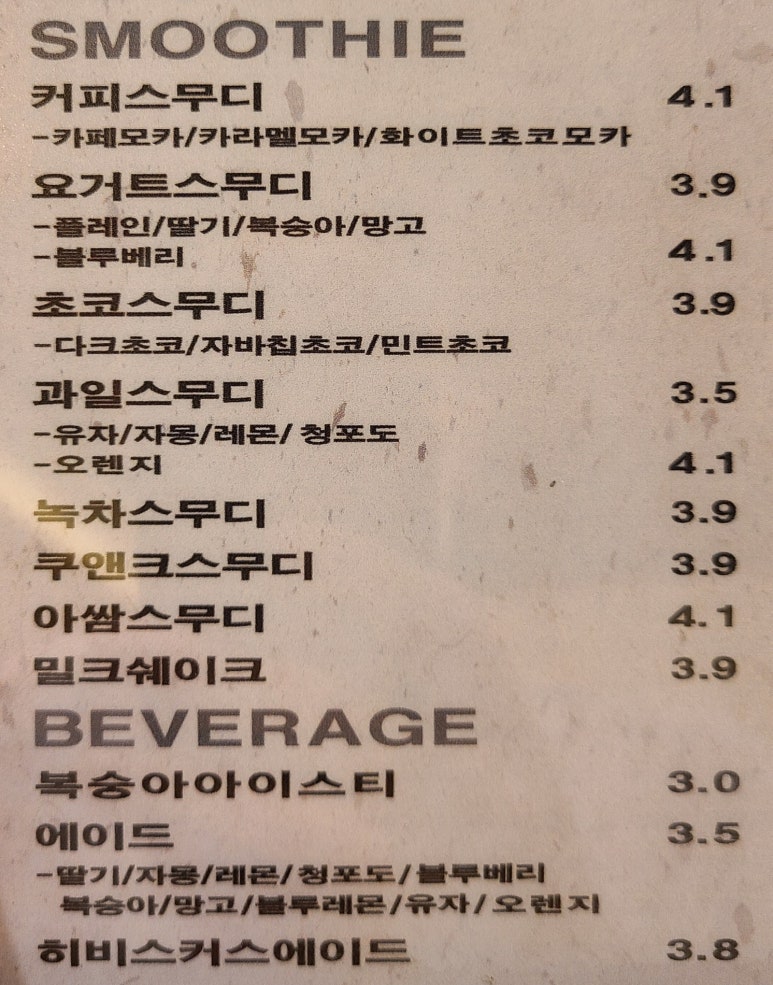 SMOOTHIE
커피스무디 4.1
-카페모카/카라멜모카/화이트초코모카
요거트스무디 3.9
-플레인/딸기/복숭아/망고
-블루베리 4.1
초코스무디 3.9
-다크초코/자바칩초코/민트초코
과일스무디 3.5
-유자/자몽/레몬/ 청포도
-오렌지 4.1
녹차스무디 3.9
쿠앤크스무디 3.9
아쌈스무디 4.1
밀크쉐이크 3.9
BEVERAGE
복숭아아이스티 3.0
에이드 3.5
-딸기/자몽/레몬/청포도/블루베리
복숭아/망고/블루레몬/유자/오렌지
히비스커스에이드 3.8